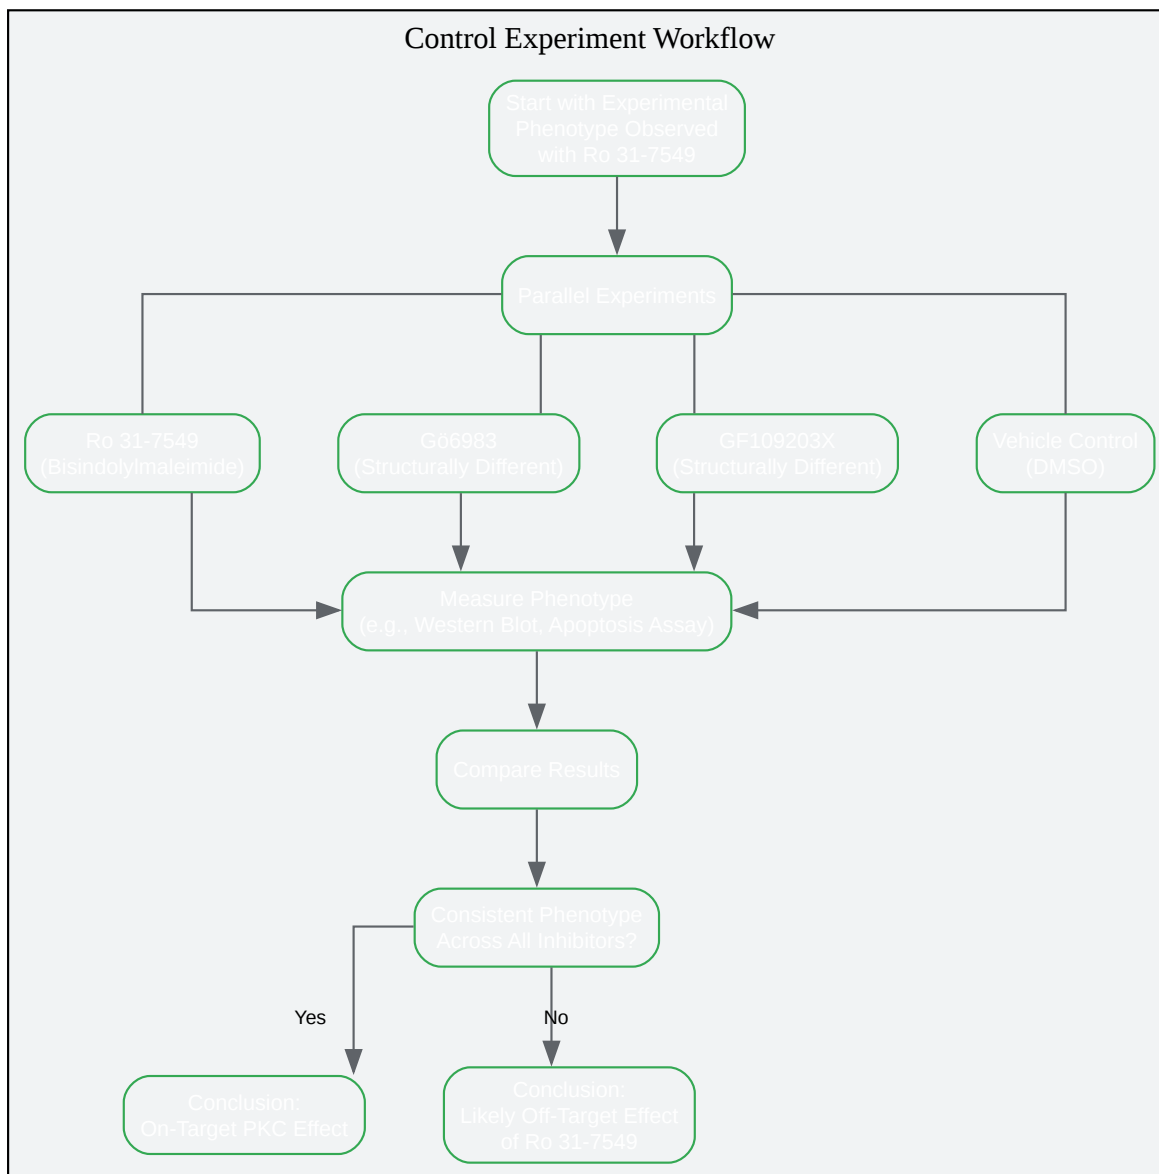 Control Experiment Workflow
Start with Experimental
Phenotype Observed
with Ro 31-7549
Parallel Experiments
Ro 31-7549
(Bisindolylmaleimide)
Gö6983
(Structurally Different)
GF109203X
(Structurally Different)
Vehicle Control
(DMSO)
Measure Phenotype
(e.g., Western Blot, Apoptosis Assay)
Compare Results
Consistent Phenotype
Across All Inhibitors?
Yes
No
Conclusion:
On-Target PKC Effect
Conclusion:
Likely Off-Target Effect
of Ro 31-7549